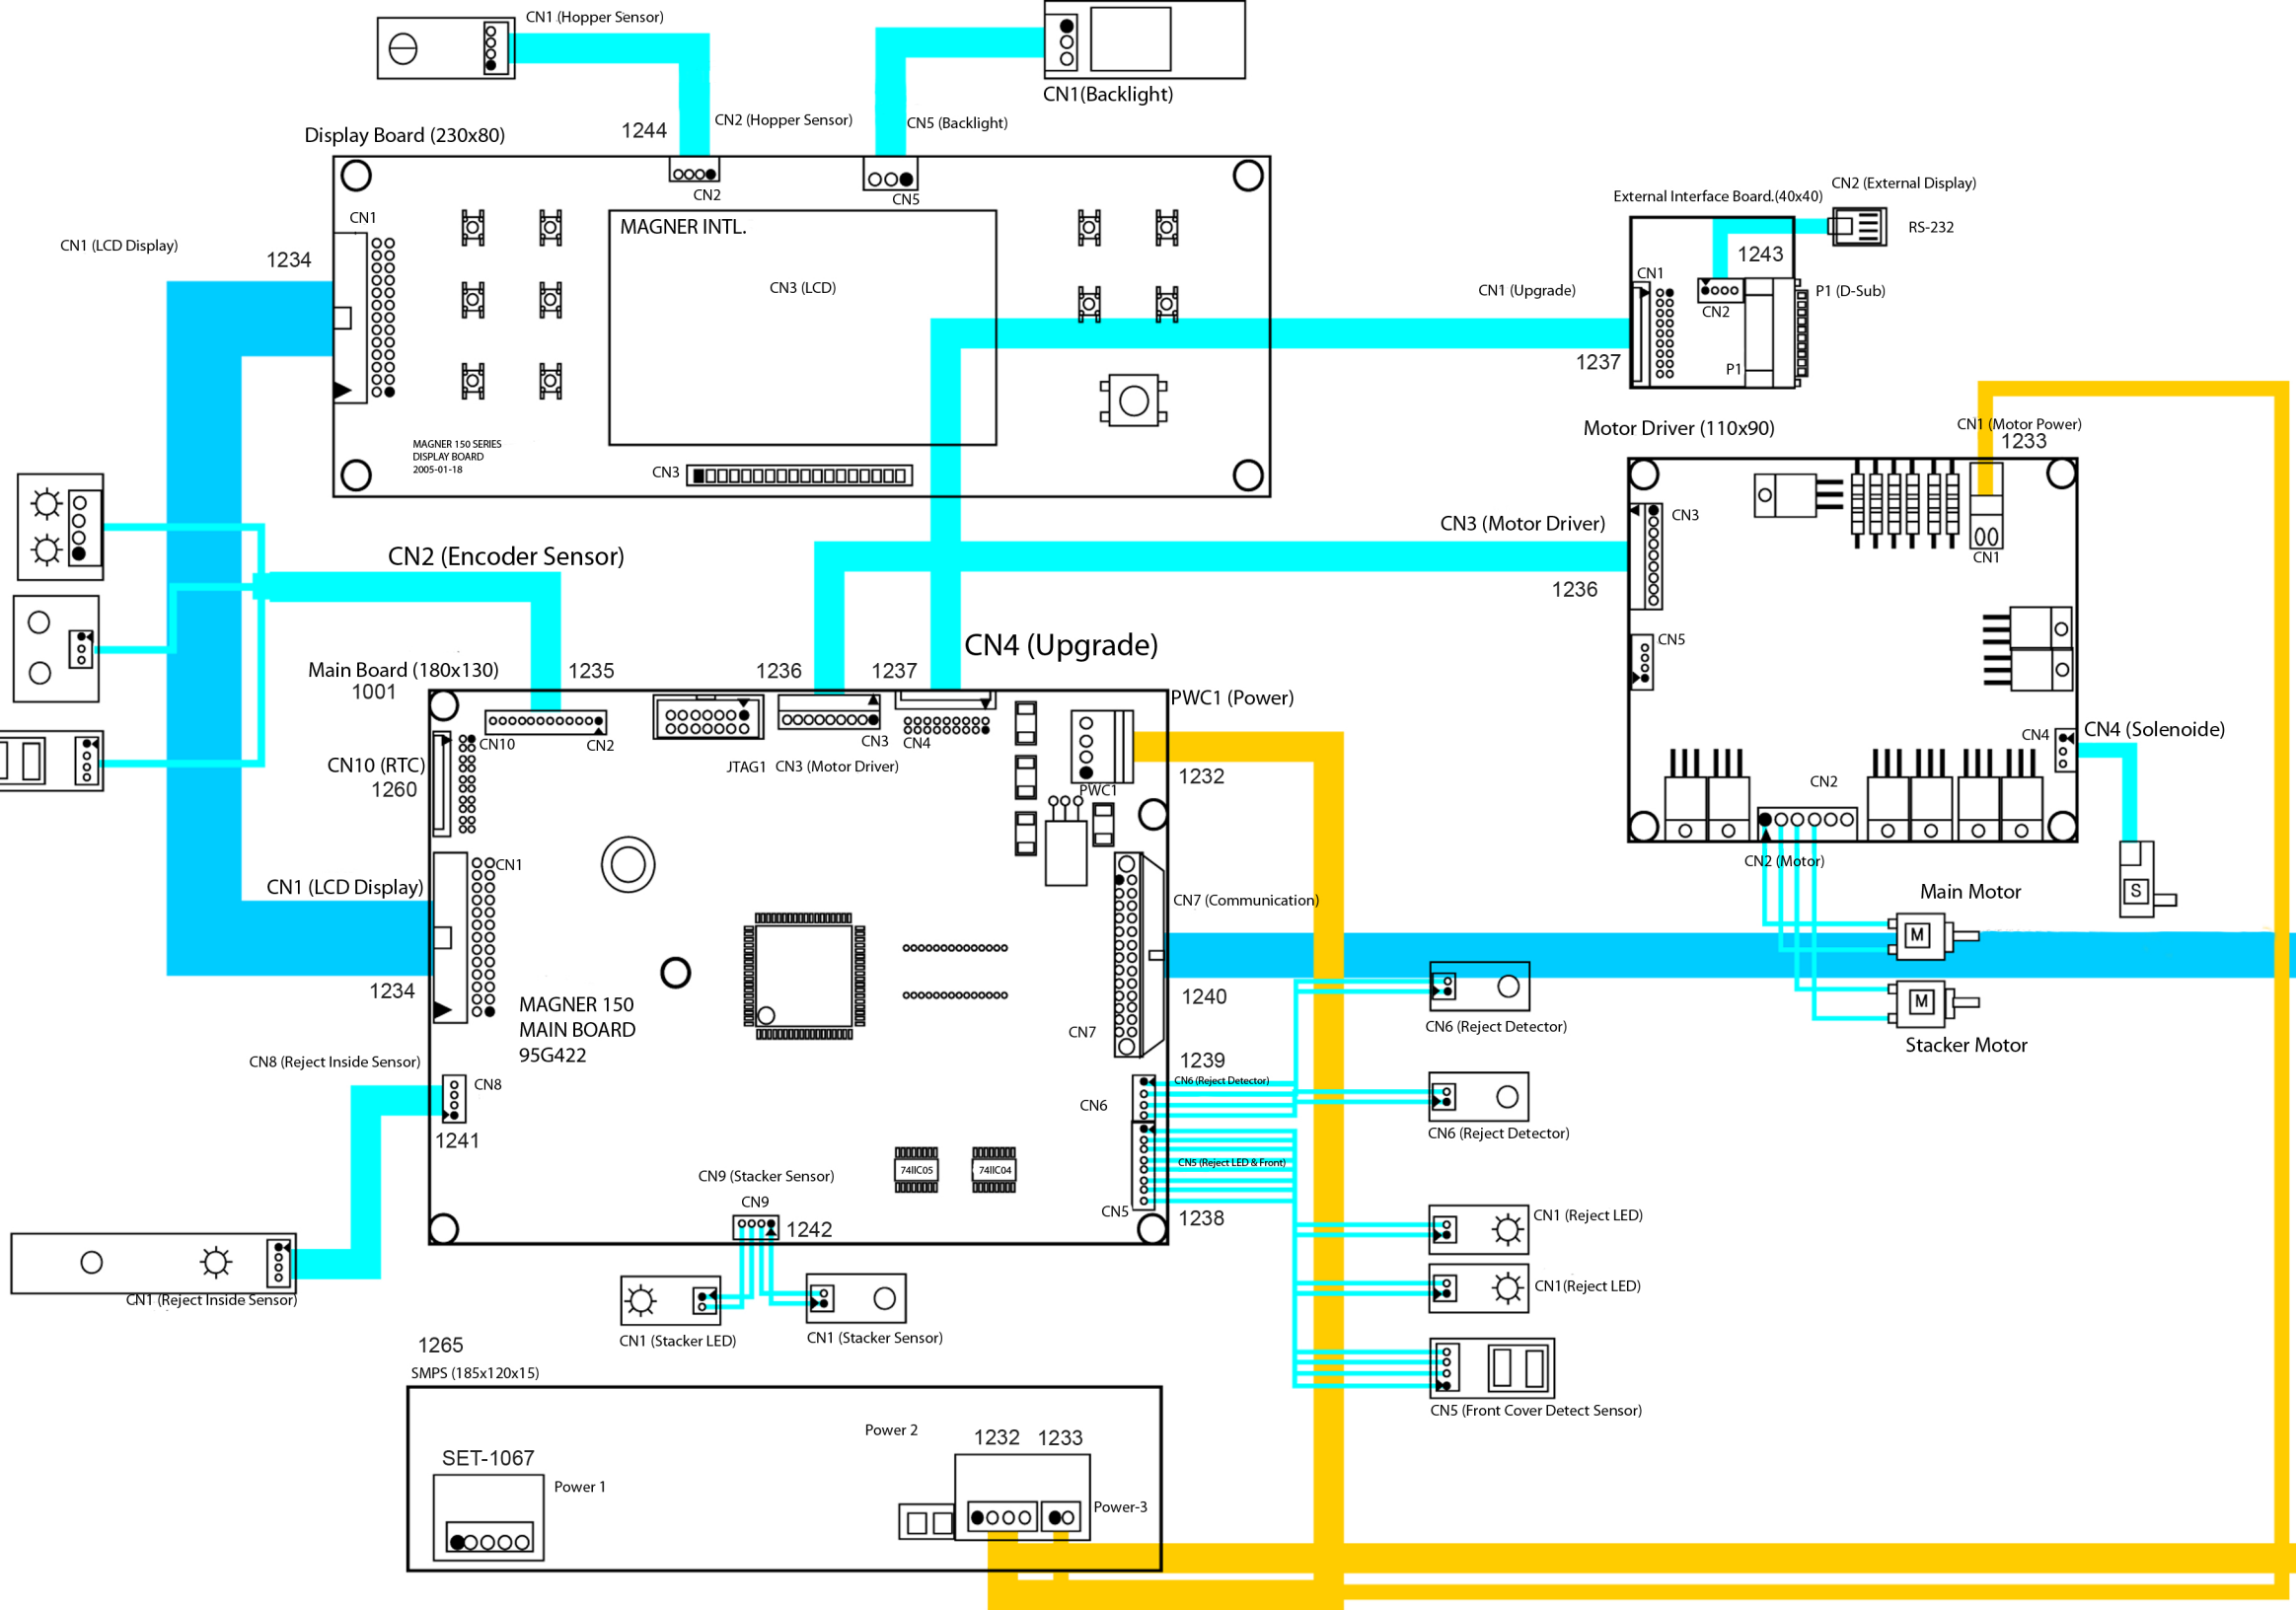 CN1 (Hopper Sensor)
CN1(Backlight)
Display Board (230x80)
1244
CN2 (Hopper Sensor)
CN5 (Backlight)
CN2
CN5
CN1
CN1 (LCD Display)
1234
MAGNER INTL.
CN3 (LCD)
MAGNER 150 SERIES
DISPLAY BOARD
2005-01-18
CN3
External Interface Board.(40x40)
CN2 (External Display)
RS-232
1243
CN1
CN1 (Upgrade)
CN2
P1 (D-Sub)
1237
P1
Motor Driver (110x90)
CN1 (Motor Power)
1233
CN3 (Motor Driver)
CN3
CN1
1236
CN5
CN4
CN4 (Solenoide)
CN2
CN2 (Motor)
S
Main Motor
M
M
Stacker Motor
CN2 (Encoder Sensor)
CN4 (Upgrade)
Main Board (180x130)
1001
1235
1236
1237
PWC1 (Power)
CN10
CN2
CN3
CN4
CN10 (RTC)
1260
JTAG1
CN3 (Motor Driver)
1232
PWC1
CN1
CN1 (LCD Display)
CN7 (Communication)
1234
MAGNER 150
MAIN BOARD
95G422
1240
CN7
CN6 (Reject Detector)
CN8 (Reject Inside Sensor)
1239
CN6 (Reject Detector)
CN8
CN6
CN6 (Reject Detector)
1241
CN9 (Stacker Sensor)
74IIC05
74IIC04
CN5 (Reject LED & Front)
CN9
1242
CN5
1238
CN1 (Reject LED)
CN1(Reject LED)
CN1 (Reject Inside Sensor)
CN1 (Stacker LED)
CN1 (Stacker Sensor)
1265
SMPS (185x120x15)
CN5 (Front Cover Detect Sensor)
Power 2
1232
1233
SET-1067
Power 1
Power-3